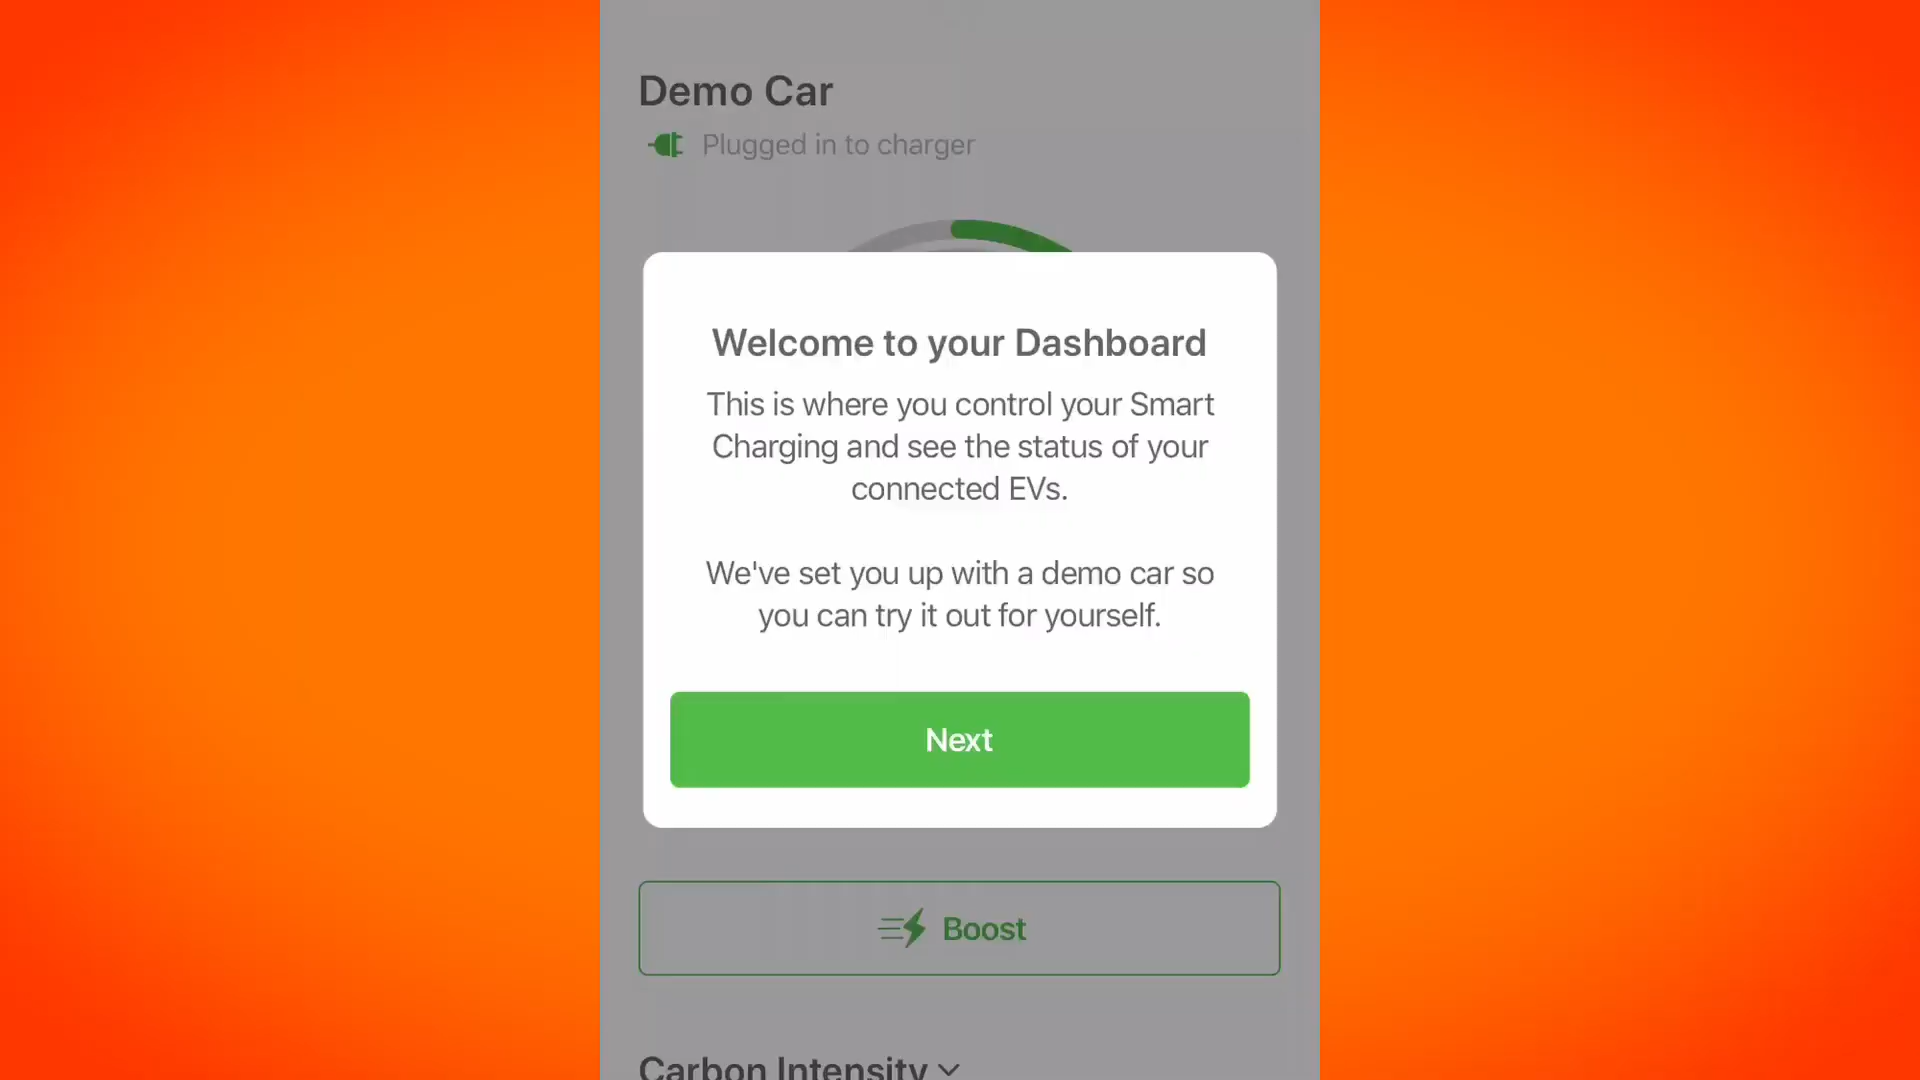 Demo Car
Plugged in to charger
Welcome to your Dashboard
This is where you control your Smart
Charging and see the status of your
connected EVs.
We've set you up with a demo car so
you can try it out for yourself.
Next
Boost
Carbon Intensity